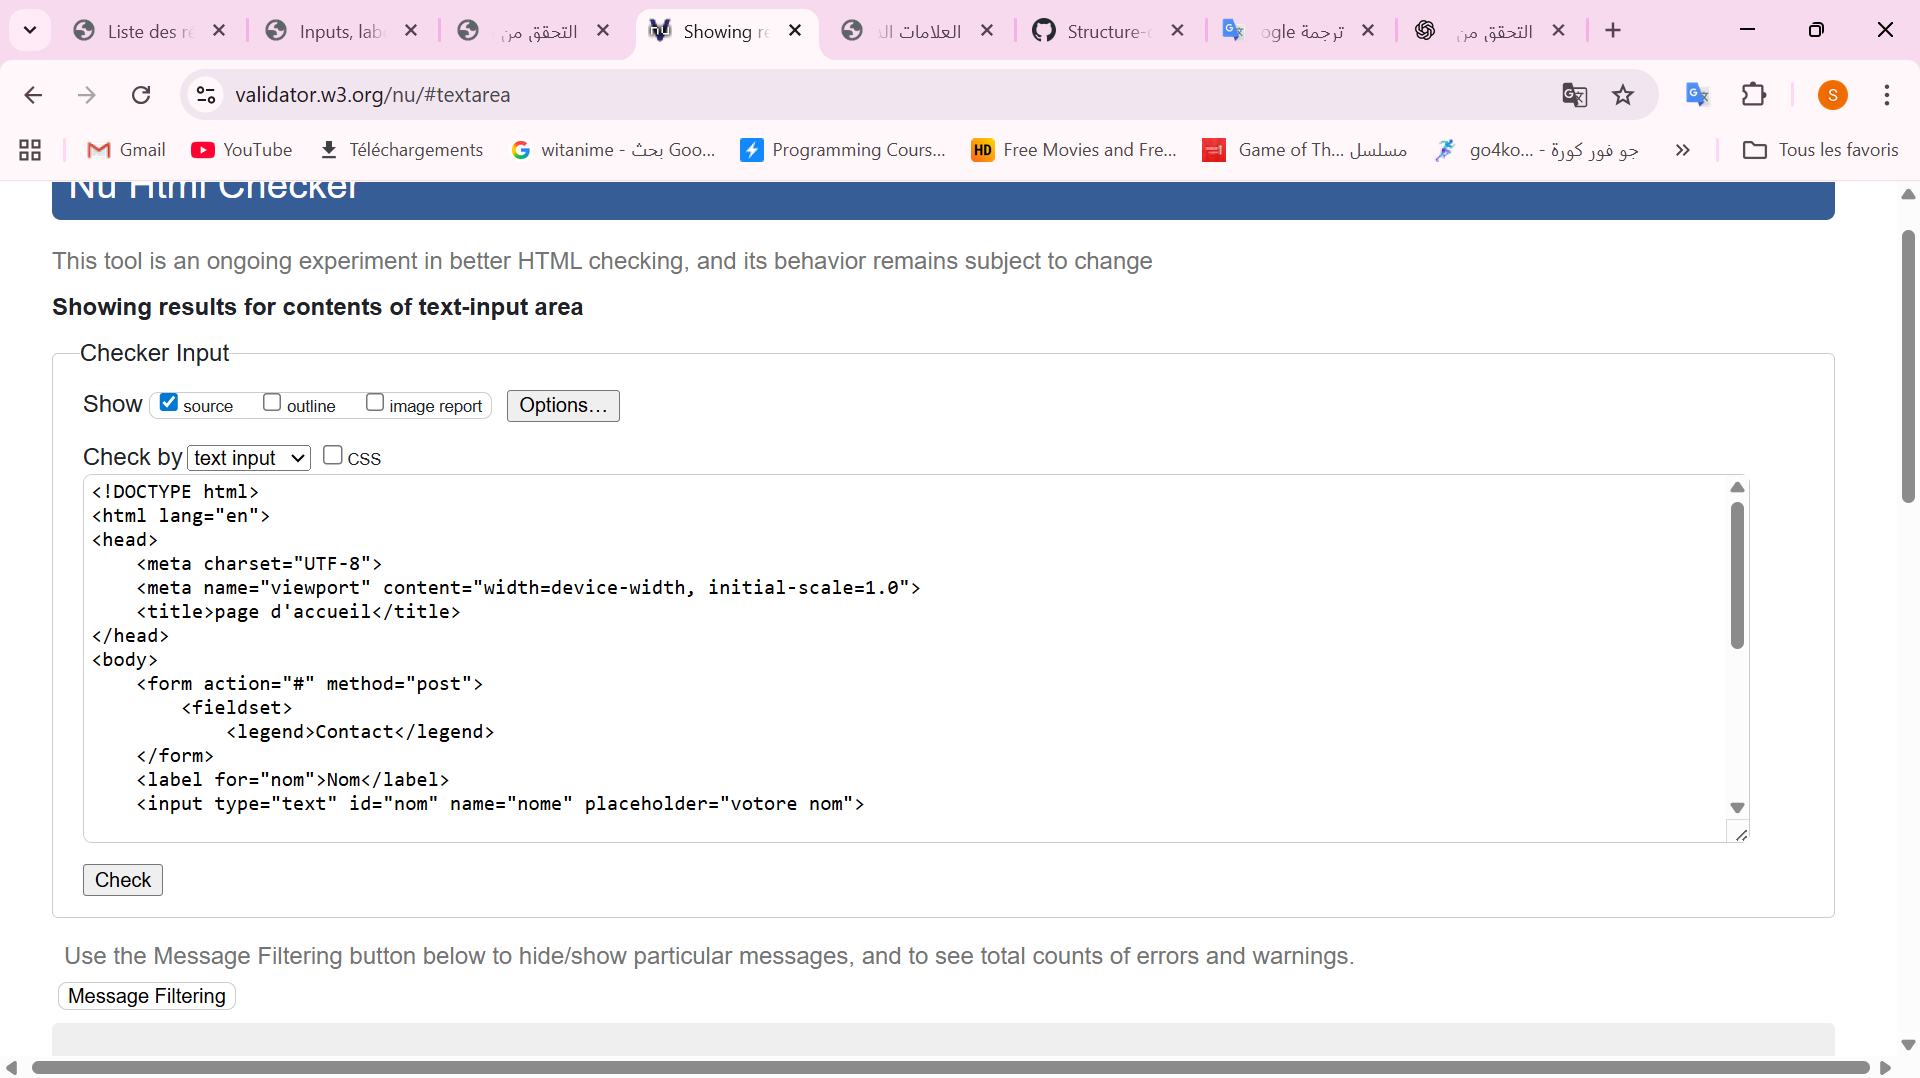 Liste des r
Inputs, lab
التحقق من
Showing re
العلامات
Structure-
ogle ترجمة
التحقق من
validator.w3.org/nu/#textarea
S
Gmail
YouTube
Téléchargements
witanime - بحث Goo...
Programming Cours...
HD
Free Movies and Fre...
Game of Th... مسلسل
go4ko... - جو فور كورة
Tous les favoris
Nu Html Checker
This tool is an ongoing experiment in better HTML checking, and its behavior remains subject to change
Showing results for contents of text-input area
Checker Input
Show source outline image report Options...
Check by text input CSS
<!DOCTYPE html>
<html lang="en">
<head>
<meta charset="UTF-8">
<meta name="viewport" content="width=device-width, initial-scale=1.0">
<title>page d'accueil</title>
</head>
<body>
<form action="#" method="post">
<fieldset>
<legend>Contact</legend>
</form>
<label for="nom">Nom</label>
<input type="text" id="nom" name="nome" placeholder="votore nom">
Check
Use the Message Filtering button below to hide/show particular messages, and to see total counts of errors and warnings.
Message Filtering